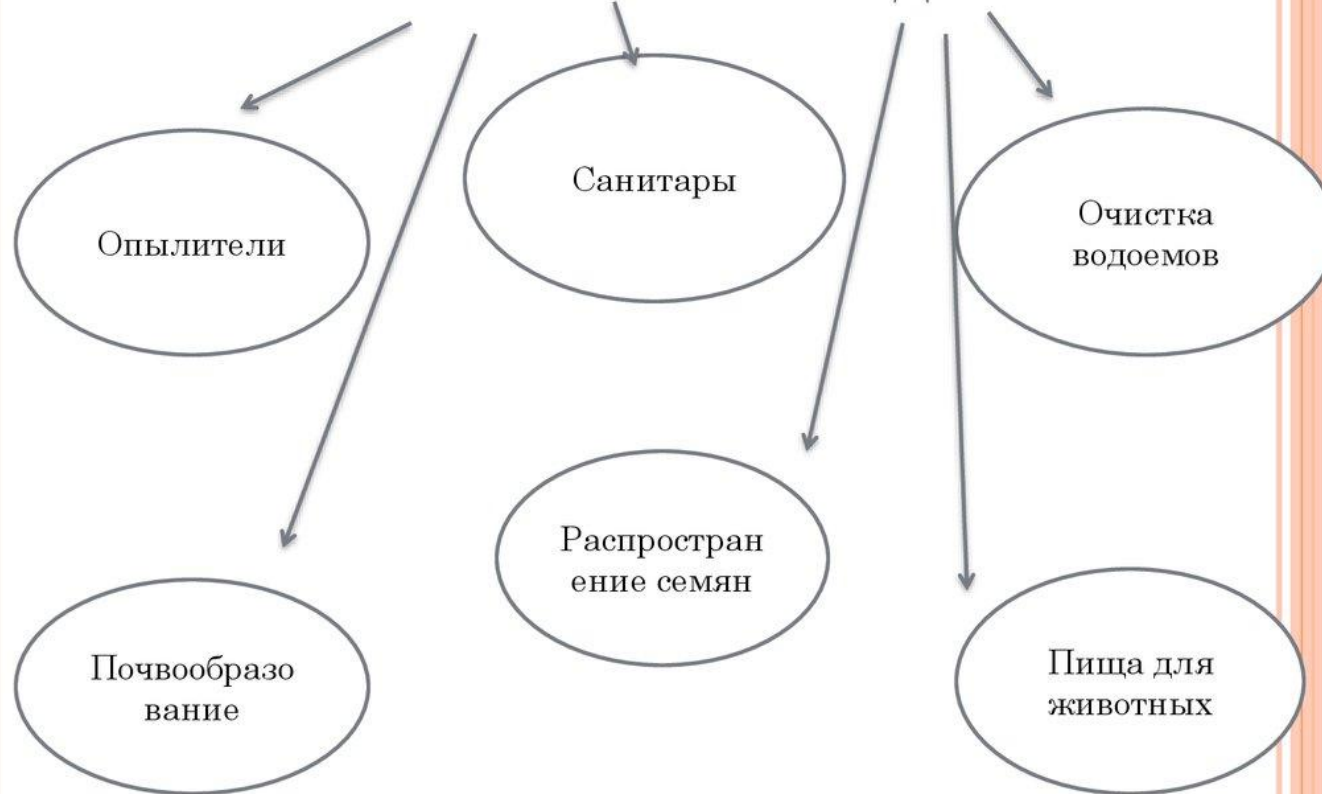 Санитары
Опылители
Очистка
водоемов
Распростран
ение семян
Почвообразо
вание
Пища для
животных